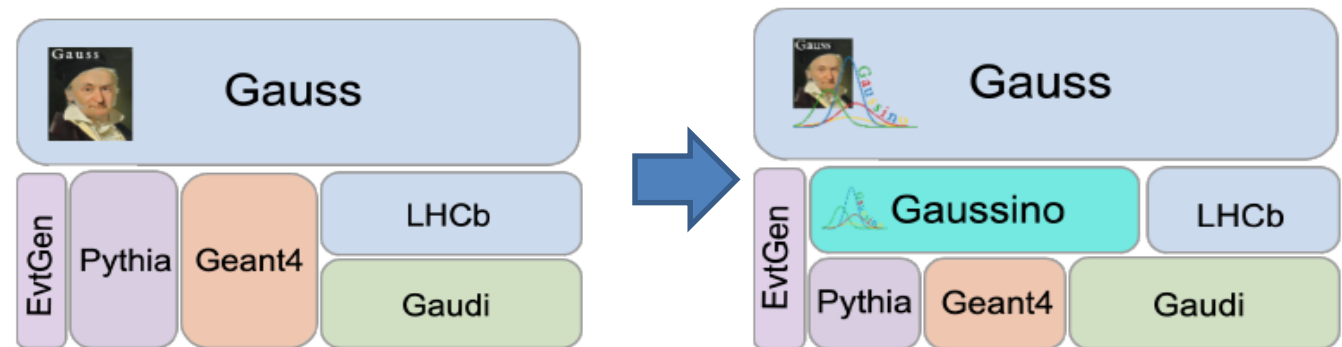 Gauss
Gauss
EvtGen
Pythia
Geant4
LHCb
Gaudi
Gauss
Gaussino
Gauss
EvtGen
Gaussino
LHCb
Pythia
Geant4
Gaudi